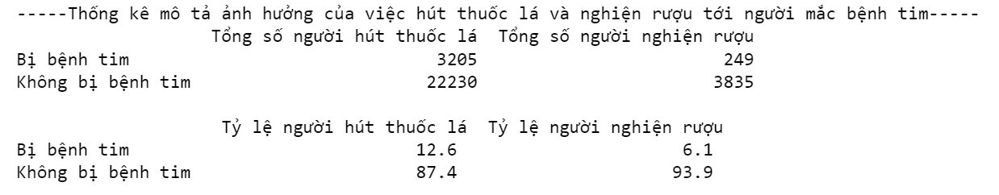 -----Thống kê mô tả ảnh hưởng của việc hút thuốc lá và nghiện rượu tới người mắc bệnh tim-----
Tổng số người hút thuốc lá Tổng số người nghiện rượu
Bị bệnh tim 3205 249
Không bị bệnh tim 22230 3835
Tỷ lệ người hút thuốc lá Tỷ lệ người nghiện rượu
Bị bệnh tim 12.6 6.1
Không bị bệnh tim 87.4 93.9